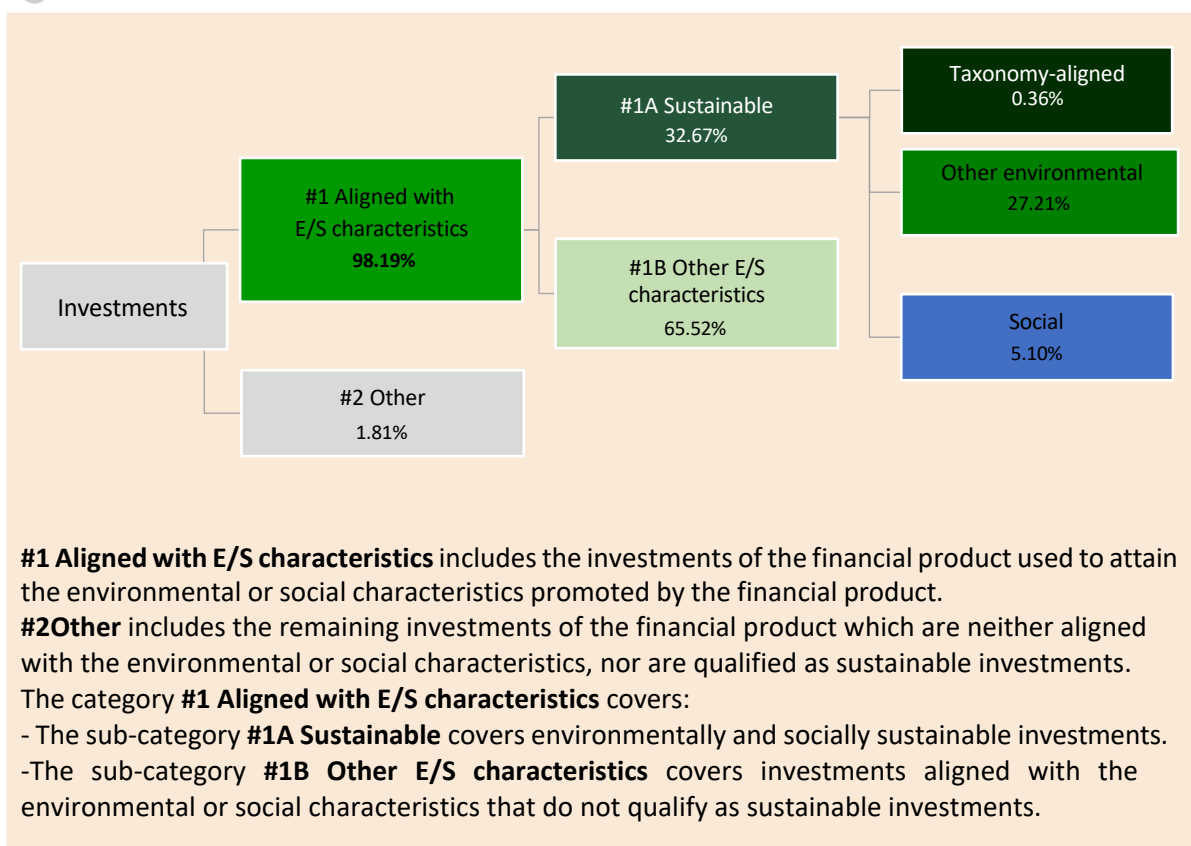 Investments
#1 Aligned with
E/S characteristics
98.19%
#2 Other
1.81%
#1A Sustainable
32.67%
#1B Other E/S
characteristics
65.52%
Taxonomy-aligned
0.36%
Other environmental
27.21%
Social
5.10%
#1 Aligned with E/S characteristics includes the investments of the financial product used to attain
the environmental or social characteristics promoted by the financial product.
#2Other includes the remaining investments of the financial product which are neither aligned
with the environmental or social characteristics, nor are qualified as sustainable investments.
The category #1 Aligned with E/S characteristics covers:
- The sub-category #1A Sustainable covers environmentally and socially sustainable investments.
-The sub-category #1B Other E/S characteristics covers investments aligned with the
environmental or social characteristics that do not qualify as sustainable investments.